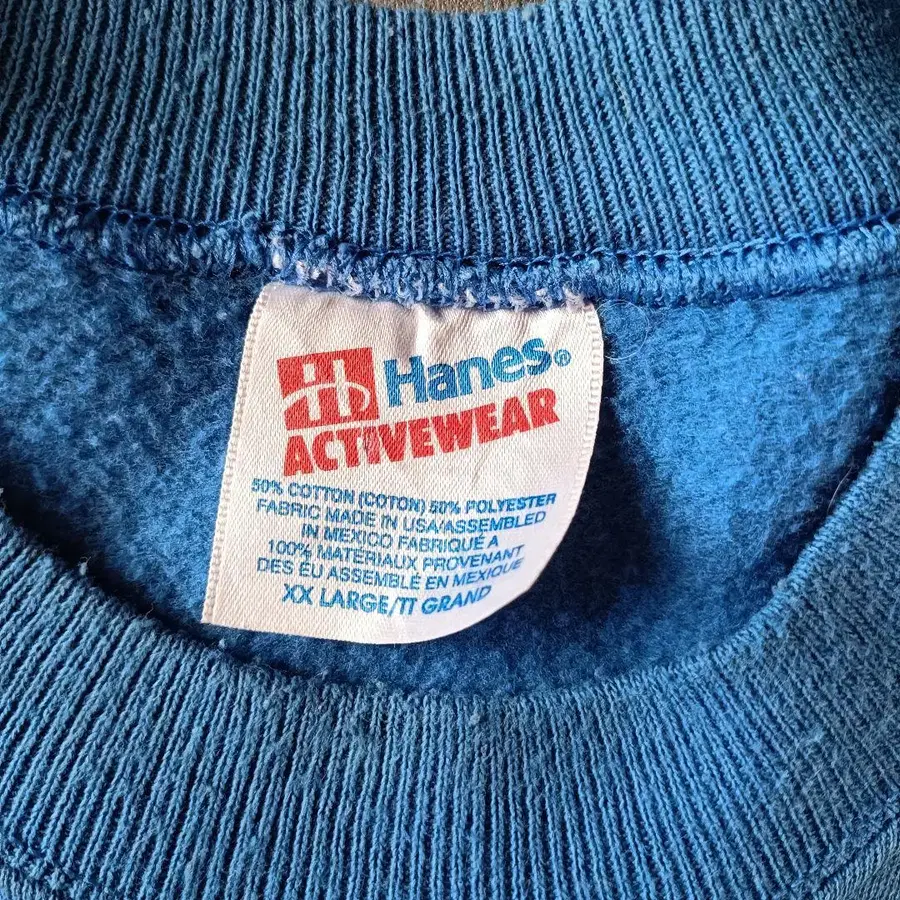 Hanes®
ACTIVEWEAR
50% COTTON (COTON) 50% POLYESTER
FABRIC MADE IN USA/ASSEMBLED
IN MEXICO FABRIQUÉ A
100% MATÉRIAUX PROVENANT
DES ÉU ASSEMBLÉ EN MEXIQUE
XX LARGE/TT GRAND